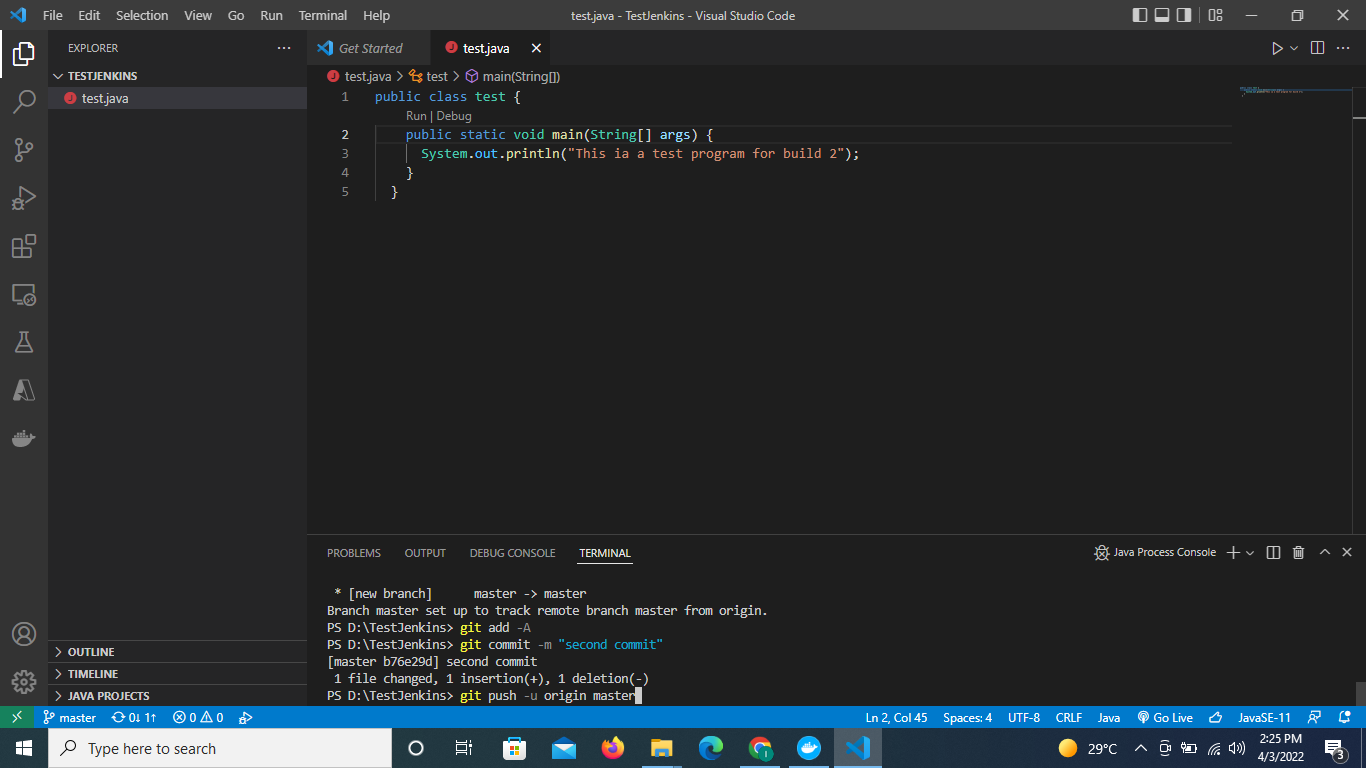 File Edit Selection View Go Run Terminal Help
test.java - TestJenkins - Visual Studio Code
EXPLORER
TESTJENKINS
test.java
Get Started
test.java
test.java > test > main(String[])
1 public class test {
Run | Debug
2 public static void main(String[] args) {
3 System.out.println("This ia a test program for build 2");
4 }
5 }
PROBLEMS OUTPUT DEBUG CONSOLE TERMINAL
Java Process Console
* [new branch] master -> master
Branch master set up to track remote branch master from origin.
PS D:\TestJenkins> git add -A
PS D:\TestJenkins> git commit -m "second commit"
[master b76e29d] second commit
1 file changed, 1 insertion(+), 1 deletion(-)
PS D:\TestJenkins> git push -u origin master
OUTLINE
TIMELINE
JAVA PROJECTS
master 0↓ 1↑ 0 0
Ln 2, Col 45 Spaces: 4 UTF-8 CRLF Java Go Live JavaSE-11
Type here to search
29°C
2:25 PM
4/3/2022
3